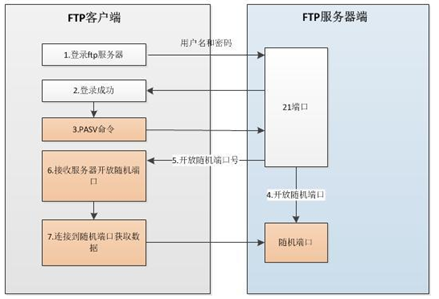 FTP客户端
FTP服务器端
1.登录ftp服务器
用户名和密码
2.登录成功
21端口
3.PASV命令
5.开放随机端口号
6.接收服务器开放随机端
口
4.开放随机端口
7.连接到随机端口获取数
据
随机端口